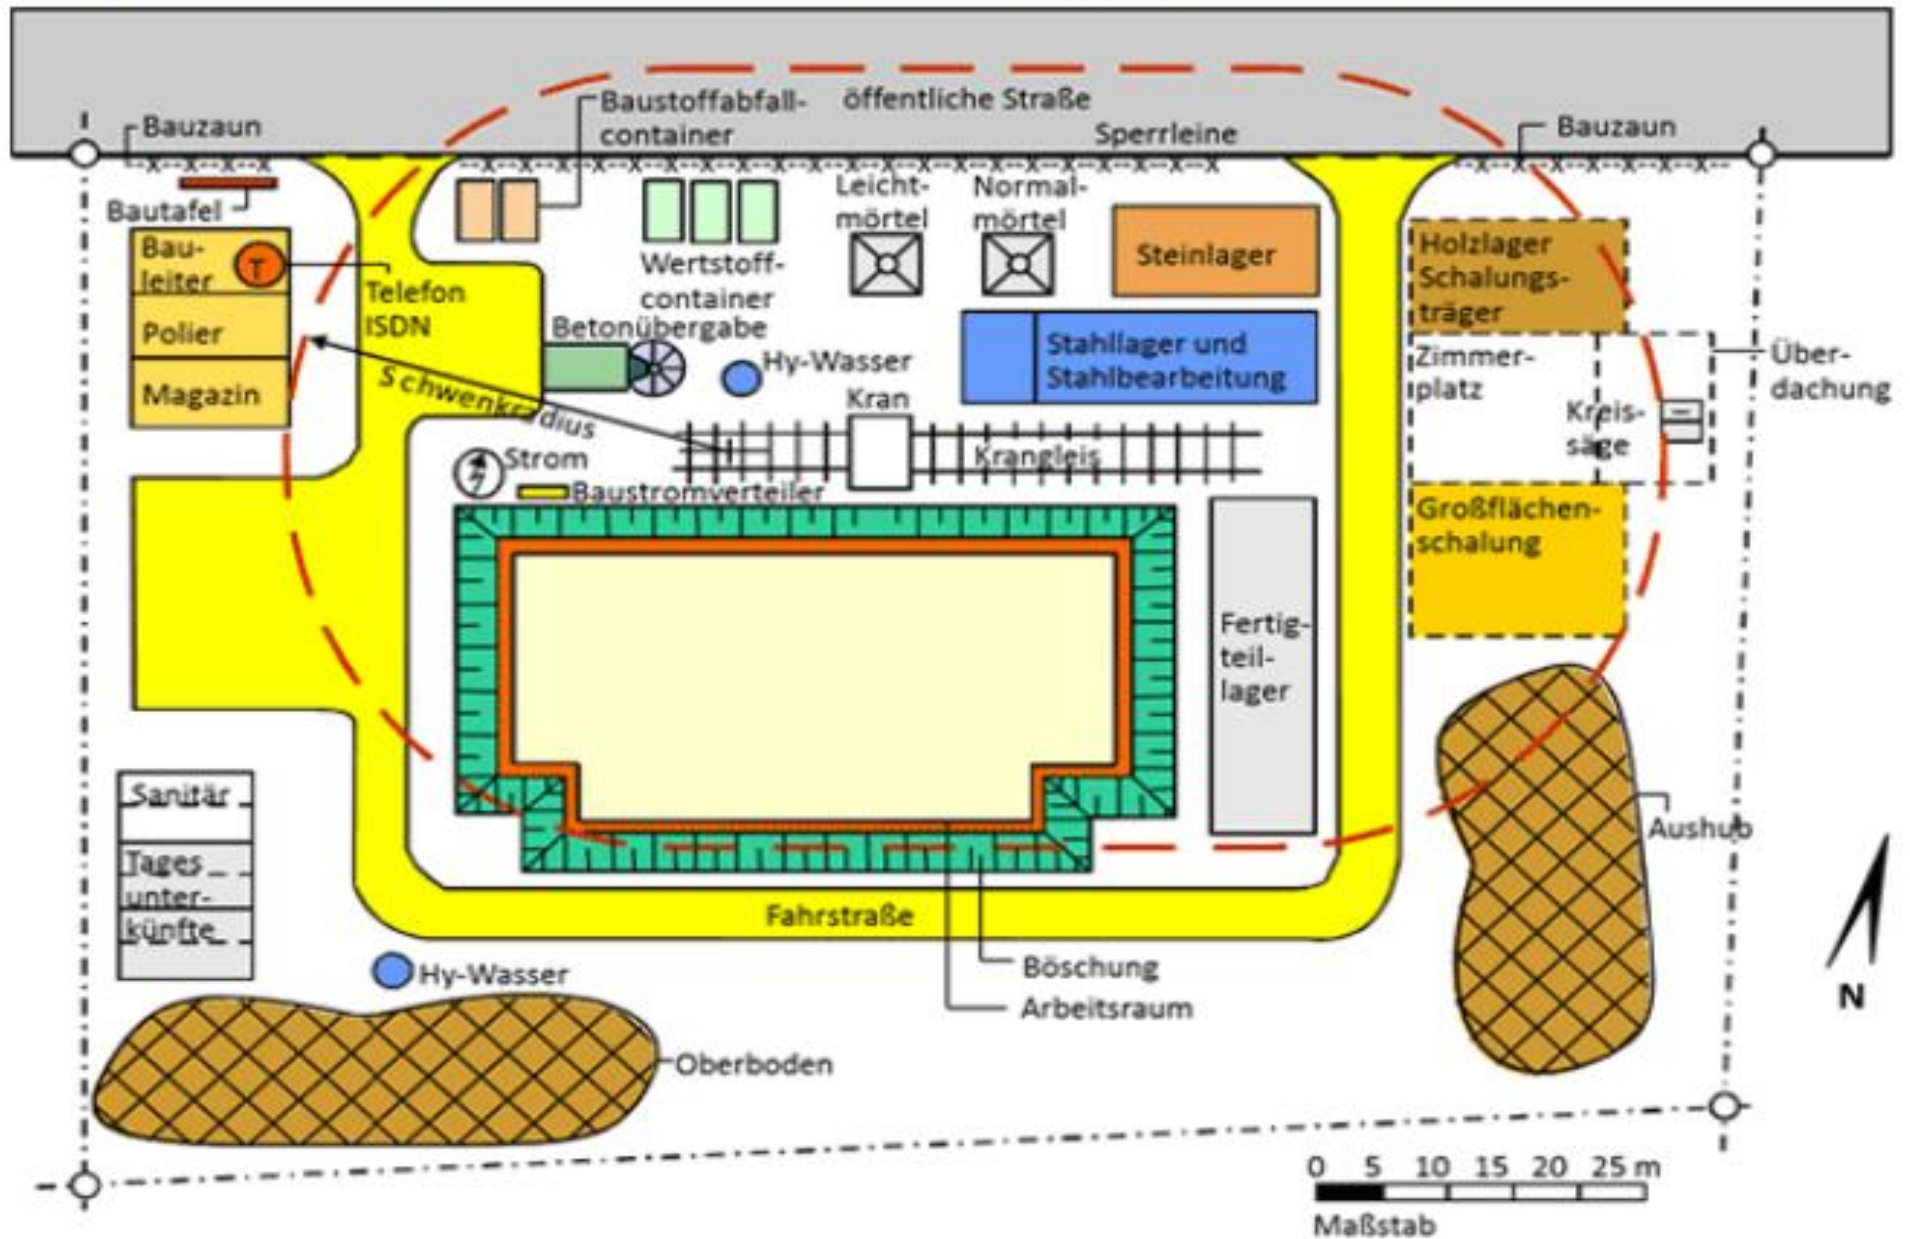 Baustoffabfall-
container
öffentliche Straße
Bauzaun
Sperrleine
Bauzaun
Bautafel
Leicht-
mörtel
Normal-
mörtel
Bau-
leiter
T
Telefon
ISDN
Polier
Magazin
Wertstoff-
container
Steinlager
Holzlager
Schalungs-
träger
Betonübergabe
Hy-Wasser
Stahllager und
Stahlbearbeitung
Zimmer-
platz
Über-
dachung
Schwenkradius
Kran
Kreis-
säge
Strom
Krangleis
Baustromverteiler
Großflächen-
schalung
Fertig-
teil-
lager
Sanitär
Tages
unter-
künfte
Aushub
Fahrstraße
Hy-Wasser
Böschung
Arbeitsraum
N
Oberboden
0 5 10 15 20 25 m
Maßstab